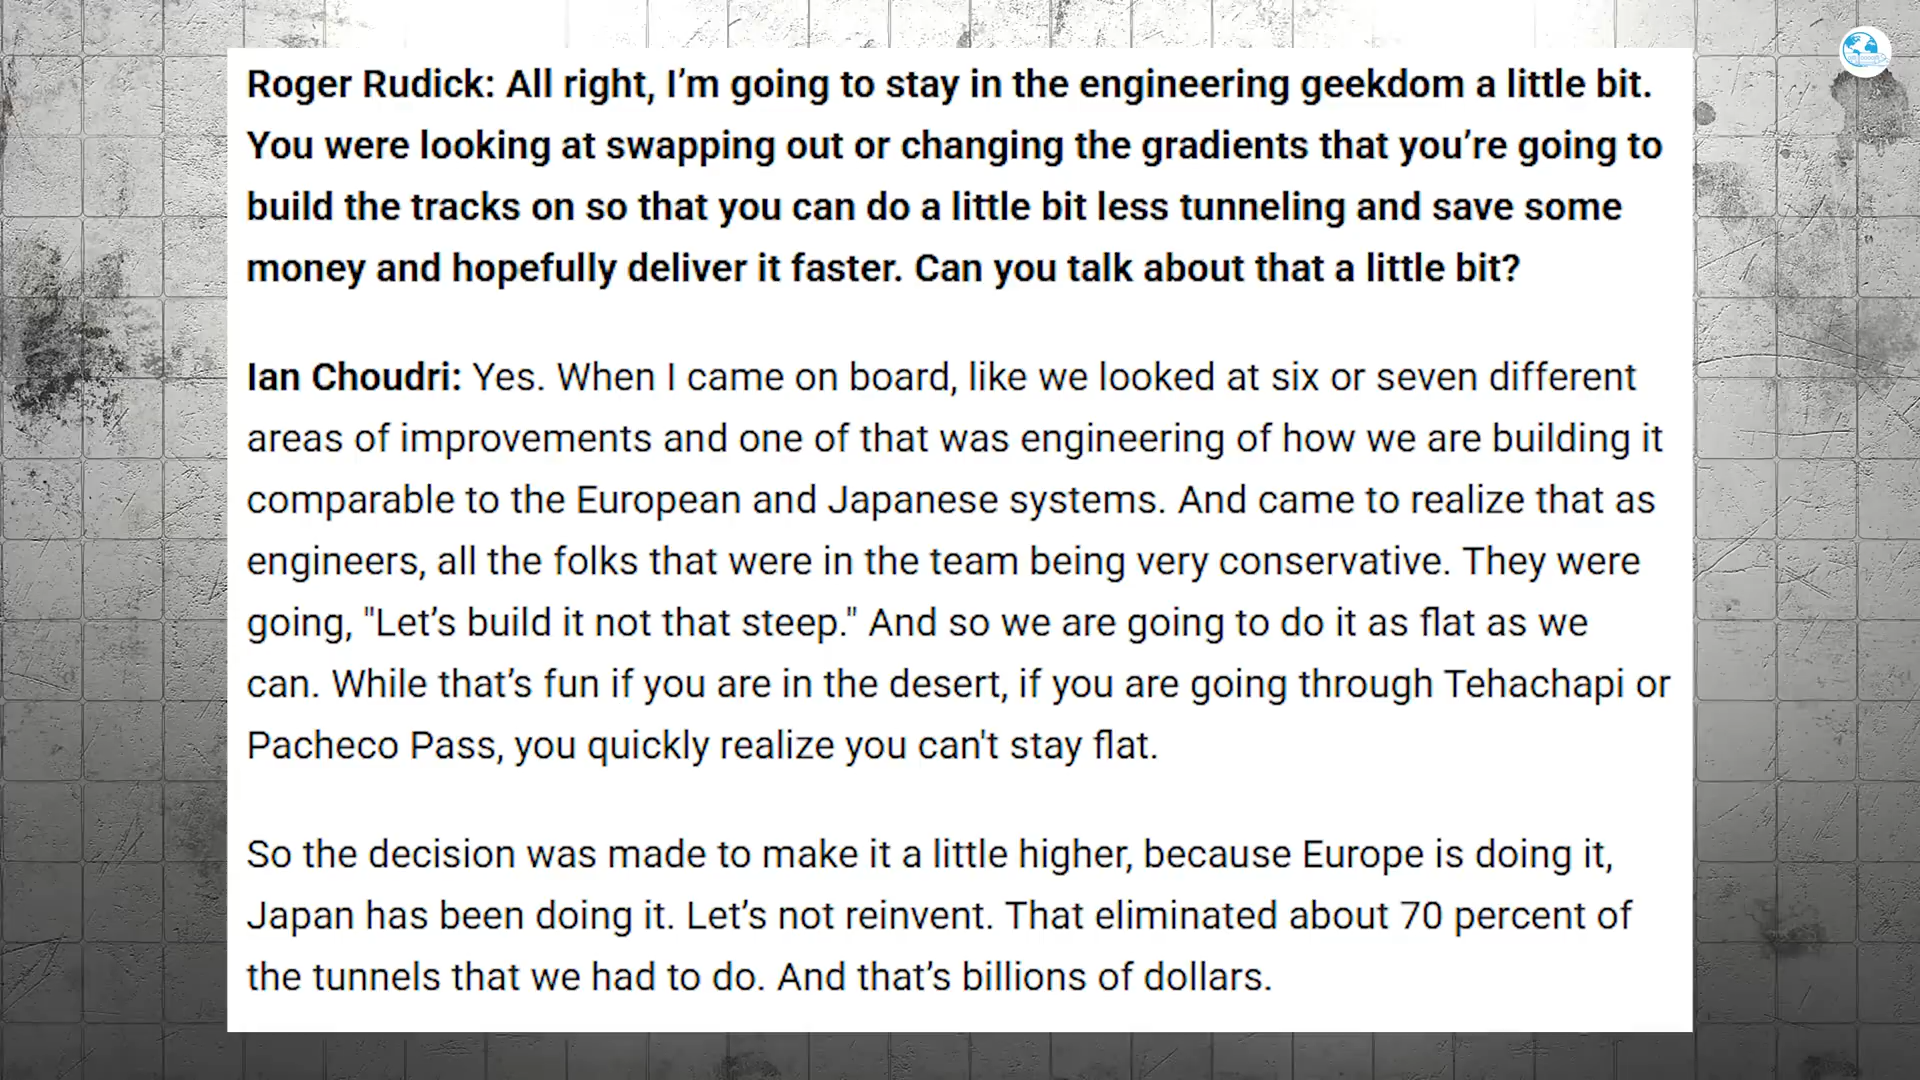 Roger Rudick: All right, I’m going to stay in the engineering geekdom a little bit.
You were looking at swapping out or changing the gradients that you’re going to
build the tracks on so that you can do a little bit less tunneling and save some
money and hopefully deliver it faster. Can you talk about that a little bit?
Ian Choudri: Yes. When I came on board, like we looked at six or seven different
areas of improvements and one of that was engineering of how we are building it
comparable to the European and Japanese systems. And came to realize that as
engineers, all the folks that were in the team being very conservative. They were
going, "Let’s build it not that steep." And so we are going to do it as flat as we
can. While that’s fun if you are in the desert, if you are going through Tehachapi or
Pacheco Pass, you quickly realize you can't stay flat.
So the decision was made to make it a little higher, because Europe is doing it,
Japan has been doing it. Let’s not reinvent. That eliminated about 70 percent of
the tunnels that we had to do. And that’s billions of dollars.